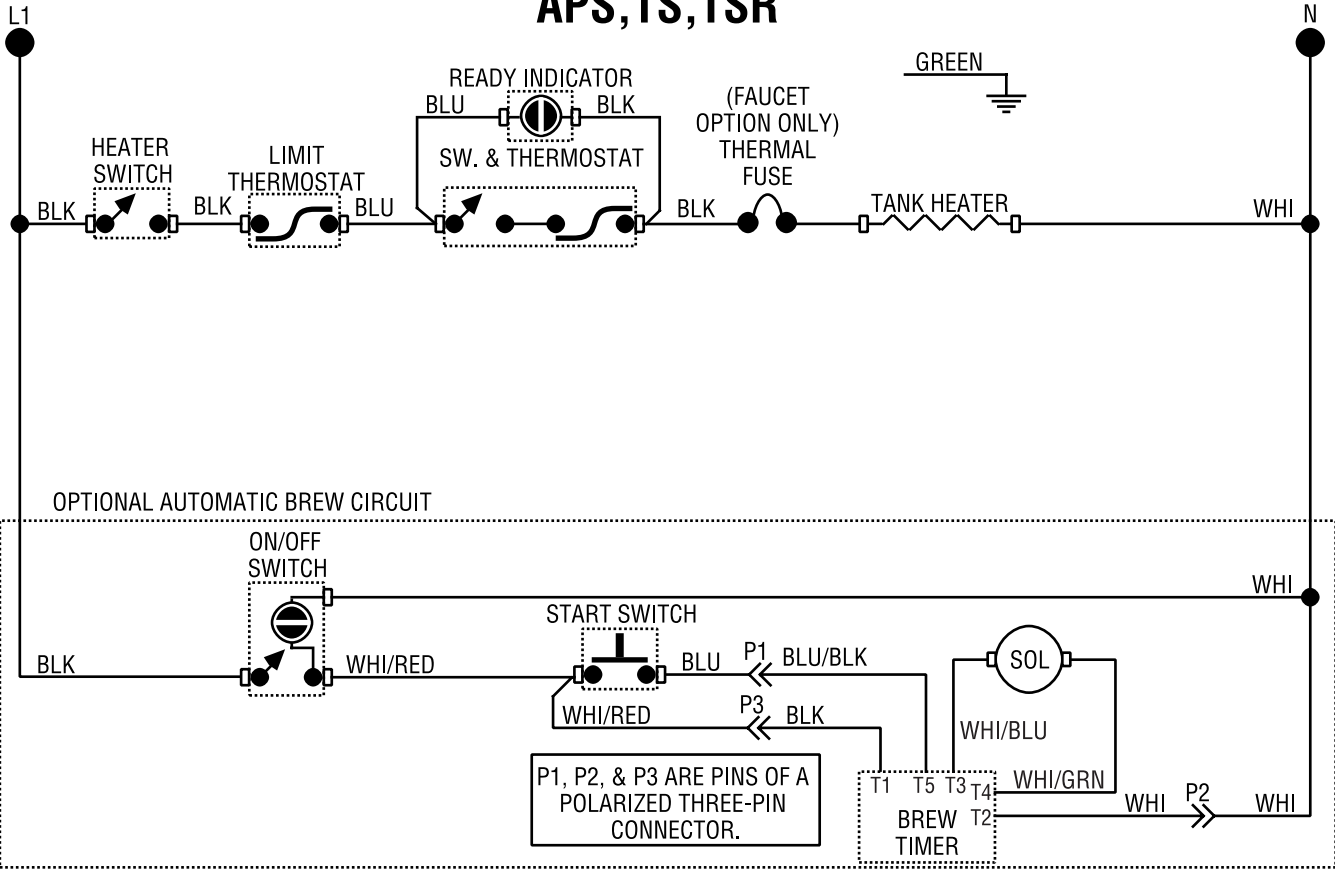 APS,TS,TSR
L1
N
GREEN
READY INDICATOR
BLU
BLK
(FAUCET
OPTION ONLY)
THERMAL
FUSE
HEATER
SWITCH
LIMIT
THERMOSTAT
SW. & THERMOSTAT
BLK
BLK
BLU
BLK
TANK HEATER
WHI
OPTIONAL AUTOMATIC BREW CIRCUIT
ON/OFF
SWITCH
WHI
START SWITCH
BLK
WHI/RED
BLU
P1
BLU/BLK
SOL
WHI/RED
P3
BLK
WHI/BLU
P1, P2, & P3 ARE PINS OF A
POLARIZED THREE-PIN
CONNECTOR.
T1
T5
T3
T4
WHI/GRN
BREW
TIMER
T2
WHI
P2
WHI